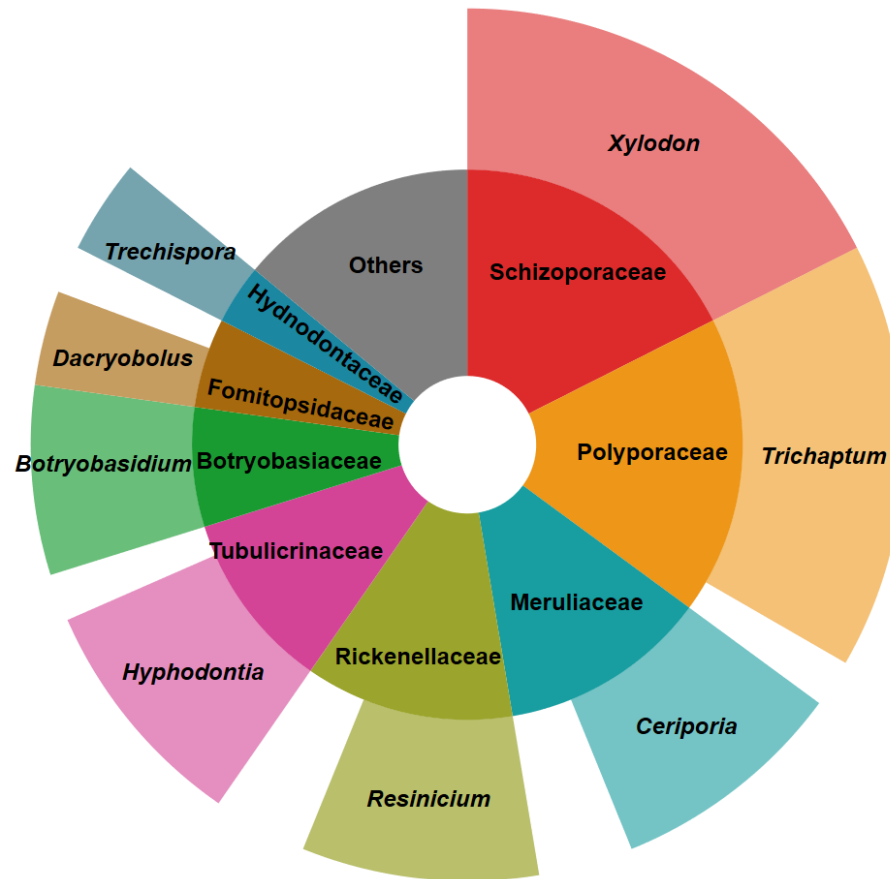 Xylodon
Trechispora
Others
Schizoporaceae
Hydnodontaceae
Dacryobolus
Fomitopsidaceae
Polyporaceae
Trichaptum
Botryobasidium
Botryobasiaceae
Tubulicrinaceae
Meruliaceae
Rickenellaceae
Hyphodontia
Ceriporia
Resinicium